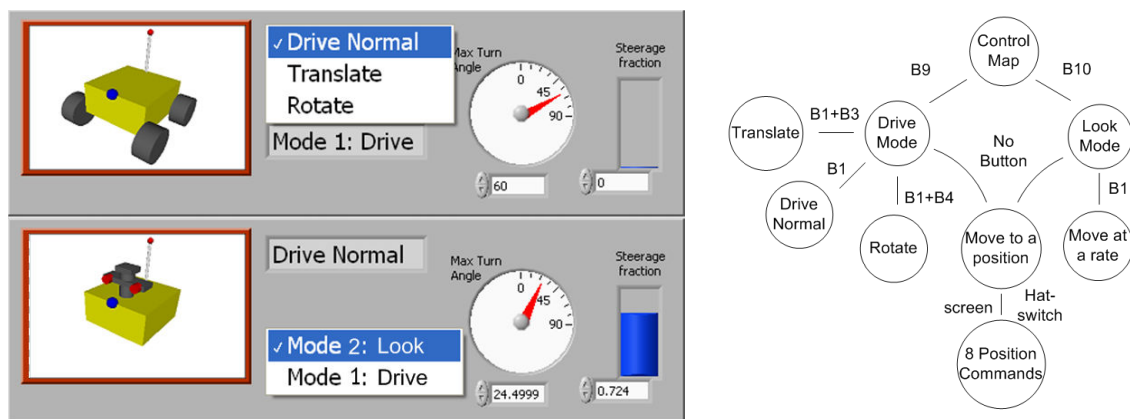 ✓ Drive Normal
Translate
Rotate
Mode 1: Drive
Max Turn
Angle
0
45
90
60
Steerage
fraction
0
Drive Normal
✓ Mode 2: Look
Mode 1: Drive
Max Turn
Angle
0
45
90
24.4999
Steerage
fraction
0.724
Control
Map
B9
B10
Translate
B1+B3
Drive
Mode
Look
Mode
No
Button
B1
B1
Drive
Normal
B1+B4
Rotate
Move to a
position
Move at
a rate
screen
Hat-
switch
8 Position
Commands